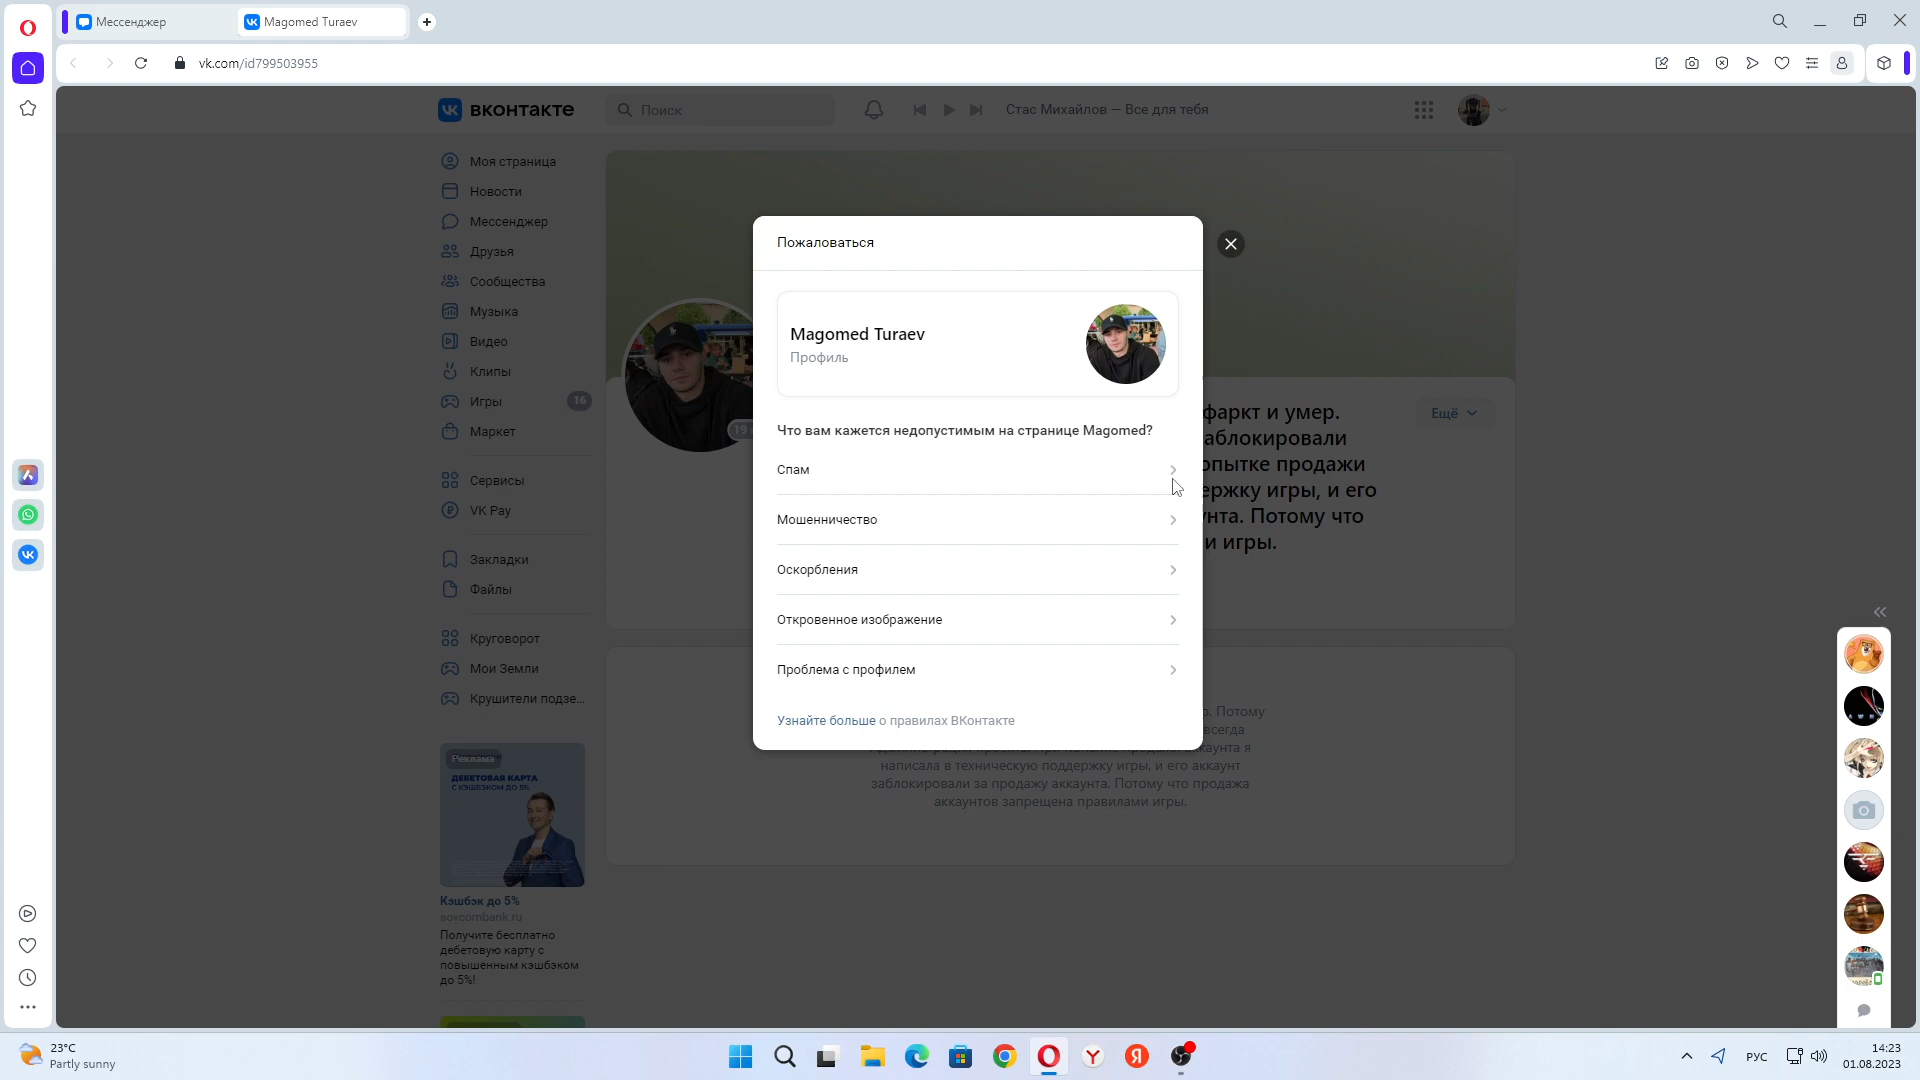 Мессенджер
Magomed Turaev
vk.com/id799503955
вконтакте
Поиск
Стас Михайлов — Все для тебя
Моя страница
Новости
Мессенджер
Друзья
Сообщества
Музыка
Видео
Клипы
Игры
16
Маркет
Сервисы
VK Pay
Закладки
Файлы
Круговорот
Мои Земли
Крушители подзе...
Реклама
ДЕБЕТОВАЯ КАРТА
С КЭШБЭКОМ ДО 5%
Кэшбэк до 5%
sovcombank.ru
Получите бесплатно
дебетовую карту с
повышенным кэшбэком
до 5%!
Пожаловаться
Magomed Turaev
Профиль
Что вам кажется недопустимым на странице Magomed?
Спам
Мошенничество
Оскорбления
Откровенное изображение
Проблема с профилем
Узнайте больше о правилах ВКонтакте
фаркт и умер.
аблокировали
опытке продажи
ержку игры, и его
унта. Потому что
и игры.
Ещё
р. Потому
всегда
каунта я
написала в техническую поддержку игры, и его аккаунт
заблокировали за продажу аккаунта. Потому что продажа
аккаунтов запрещена правилами игры.
23°C
Partly sunny
РУС
14:23
01.08.2023